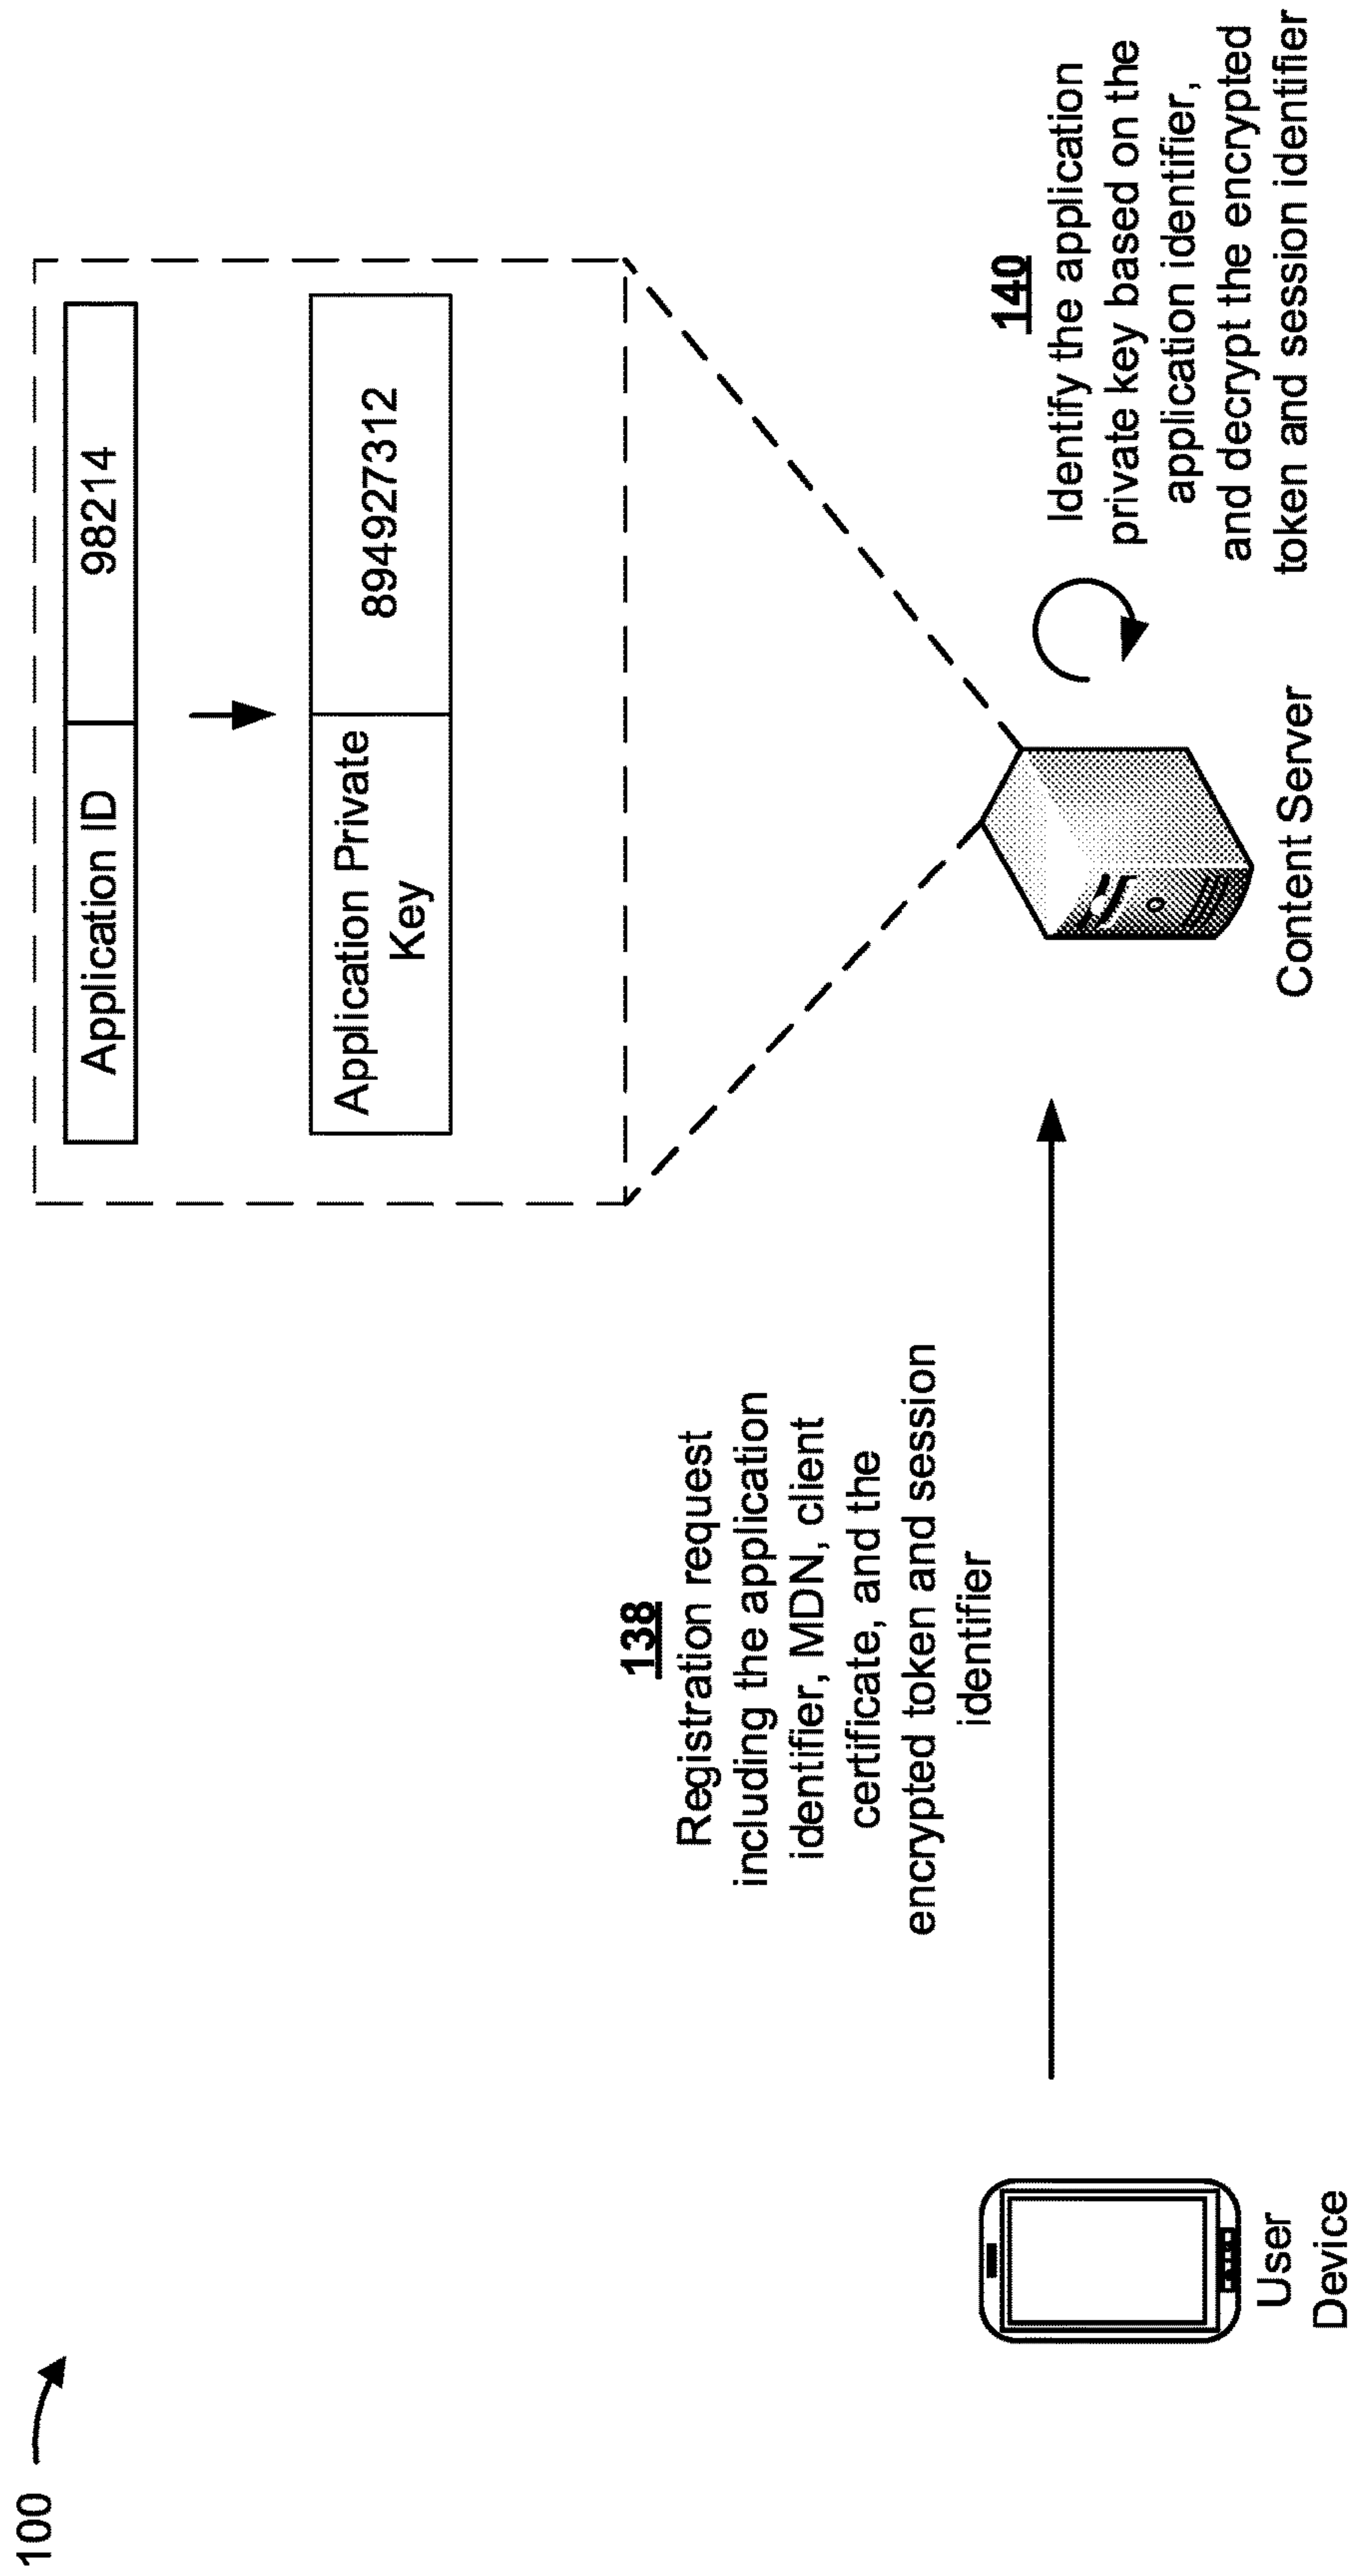 100
Application ID
98214
Application Private
Key
894927312
138
Registration request
including the application
identifier, MDN, client
certificate, and the
encrypted token and session
identifier
140
Identify the application
private key based on the
application identifier,
and decrypt the encrypted
token and session identifier
User
Device
Content Server